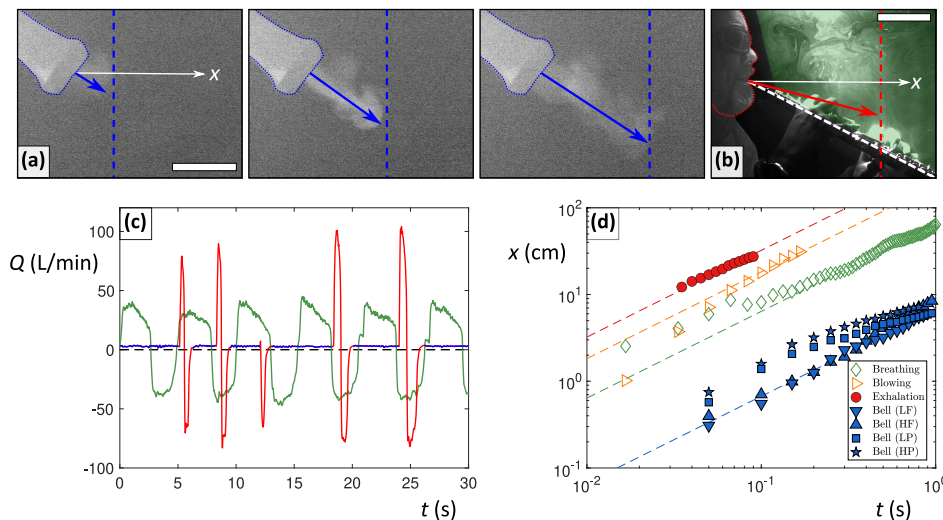 x
(a)
x
(b)
(c)
Q (L/min)
100
50
0
-50
-100
0
5
10
15
20
25
30
t (s)
(d)
x (cm)
10^2
10^1
10^0
10^-1
10^-2
10^-1
10^0
t (s)
Breathing
Blowing
Exhalation
Bell (LF)
Bell (HF)
Bell (LP)
Bell (HP)